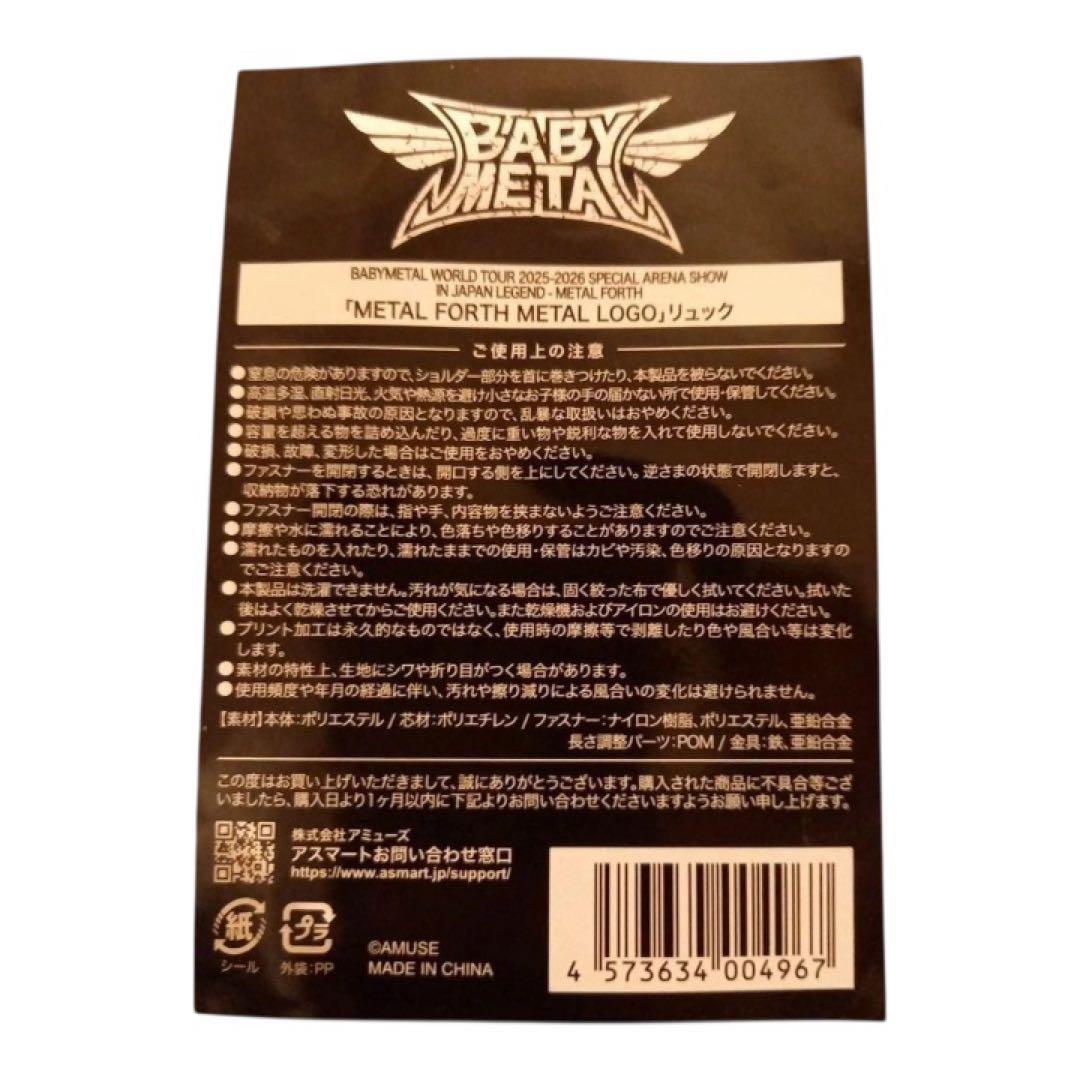 BABY
METAL
BABYMETAL WORLD TOUR 2025-2026 SPECIAL ARENA SHOW
IN JAPAN LEGEND - METAL FORTH
「METAL FORTH METAL LOGO」リュック
ご使用上の注意
●窒息の危険がありますので、ショルダー部分を首に巻きつけたり、本製品を被らないでください。
●高温多湿、直射日光、火気や熱源を避け小さなお子様の手の届かない所で使用・保管してください。
●破損や思わぬ事故の原因となりますので、乱暴な取扱いはおやめください。
●容量を超える物を詰め込んだり、過度に重い物や鋭利な物を入れて使用しないでください。
●破損、故障、変形した場合はご使用をおやめください。
●ファスナーを開閉するときは、開口する側を上にしてください。逆さまの状態で開閉しますと、
収納物が落下する恐れがあります。
●ファスナー開閉の際は、指や手、内容物を挟まないようご注意ください。
●摩擦や水に濡れることにより、色落ちや色移りすることがありますのでご注意ください。
●濡れたものを入れたり、濡れたままでの使用・保管はカビや汚染、色移りの原因となりますの
でご注意ください。
●本製品は洗濯できません。汚れが気になる場合は、固く絞った布で優しく拭いてください。拭いた
後はよく乾燥させてからご使用ください。また乾燥機およびアイロンの使用はお避けください。
●プリント加工は永久的なものではなく、使用時の摩擦等で剥離したり色や風合い等は変化
します。
●素材の特性上、生地にシワや折り目がつく場合があります。
●使用頻度や年月の経過に伴い、汚れや擦り減りによる風合いの変化は避けられません。
【素材】本体:ポリエステル / 芯材:ポリエチレン / ファスナー:ナイロン樹脂、ポリエステル、亜鉛合金
長さ調整パーツ:POM / 金具:鉄、亜鉛合金
この度はお買い上げいただきまして、誠にありがとうございます。購入された商品に不具合等ござ
いましたら、購入日より1ヶ月以内に下記よりお問い合わせくださいますようお願い申し上げます。
株式会社アミューズ
アスマートお問い合わせ窓口
https://www.asmart.jp/support/
紙
シール
プラ
外袋:PP
©AMUSE
MADE IN CHINA
4 573634 004967